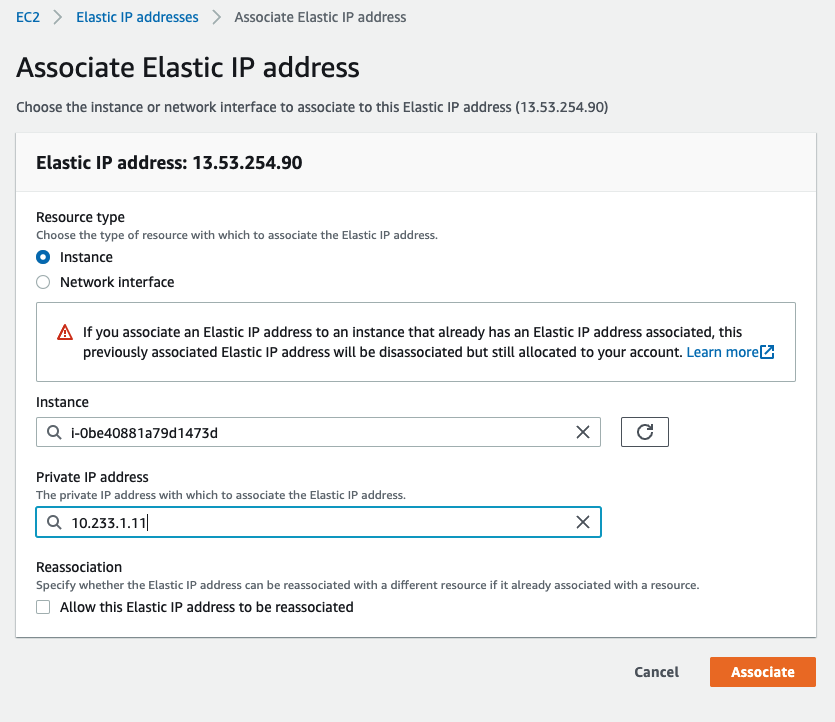 EC2 > Elastic IP addresses > Associate Elastic IP address
Associate Elastic IP address
Choose the instance or network interface to associate to this Elastic IP address (13.53.254.90)
Elastic IP address: 13.53.254.90
Resource type
Choose the type of resource with which to associate the Elastic IP address.
Instance
Network interface
If you associate an Elastic IP address to an instance that already has an Elastic IP address associated, this
previously associated Elastic IP address will be disassociated but still allocated to your account. Learn more
Instance
i-0be40881a79d1473d
Private IP address
The private IP address with which to associate the Elastic IP address.
10.233.1.11
Reassociation
Specify whether the Elastic IP address can be reassociated with a different resource if it already associated with a resource.
Allow this Elastic IP address to be reassociated
Cancel
Associate